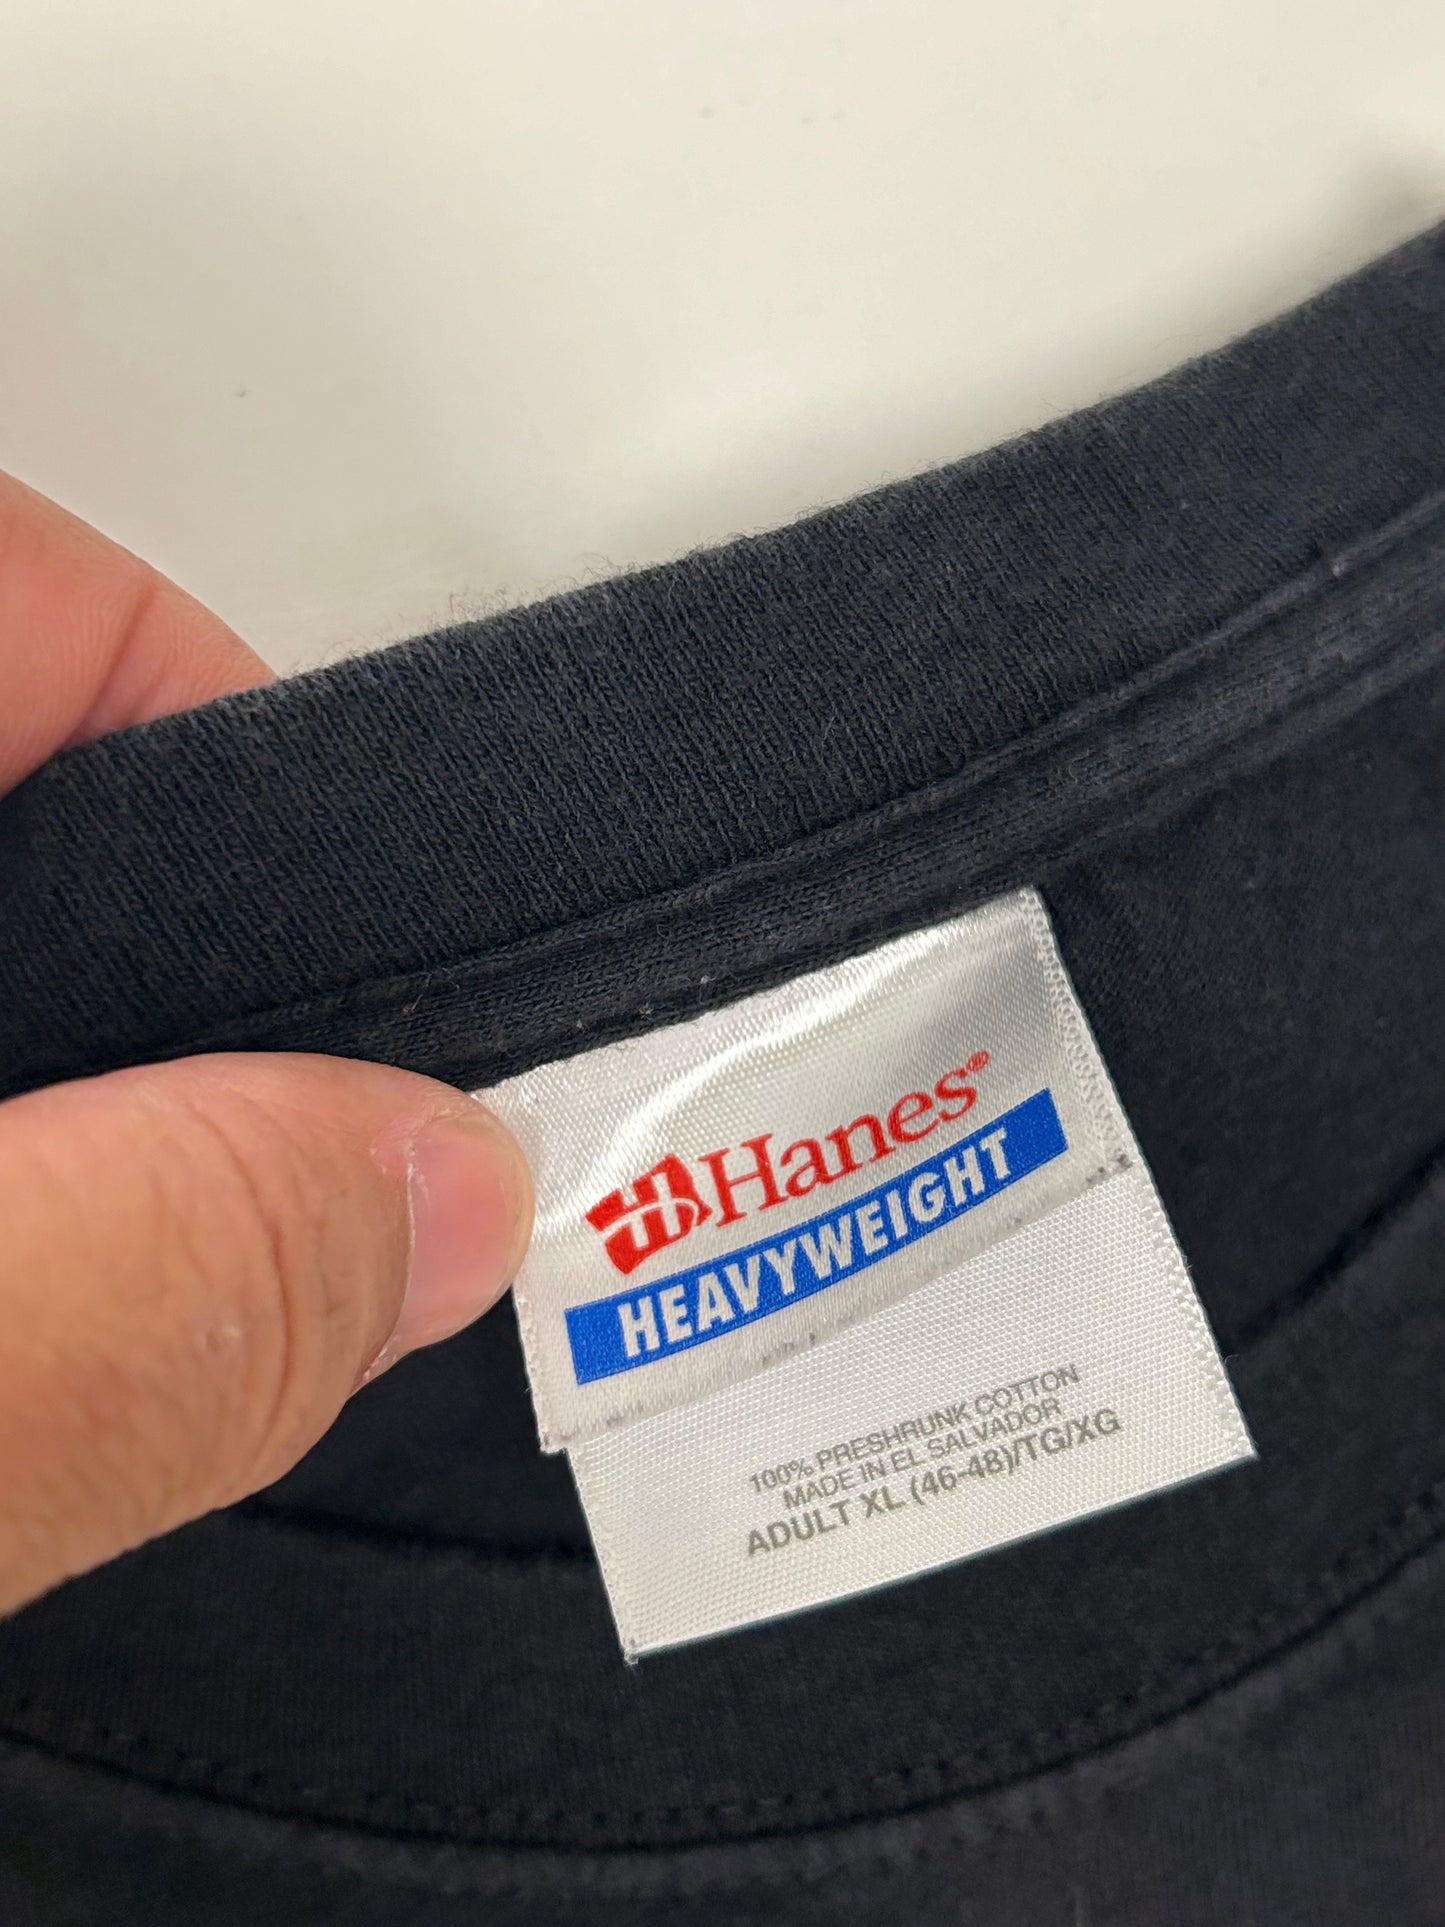 Hanes®
HEAVYWEIGHT
100% PRESHRUNK COTTON
MADE IN EL SALVADOR
ADULT XL (46-48)/TG/XG